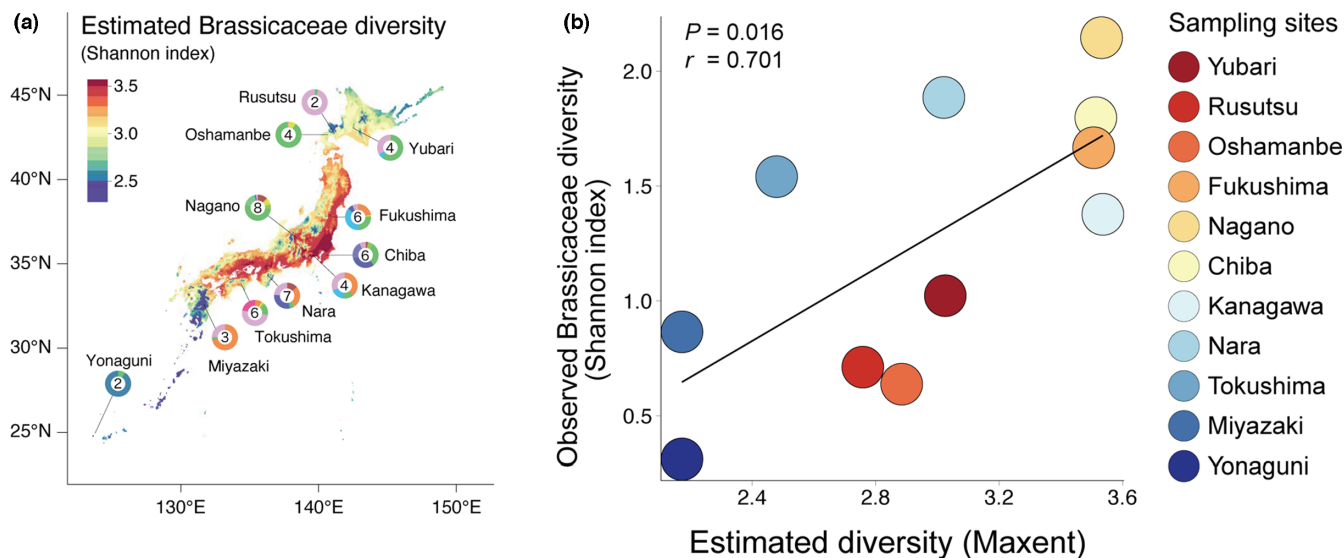 (a)
Estimated Brassicaceae diversity
(Shannon index)
3.5
3.0
2.5
45°N
40°N
35°N
30°N
25°N
130°E
140°E
150°E
Rusutsu
2
Oshamanbe
4
4
Yubari
Nagano
8
6
Fukushima
6
Chiba
4
Kanagawa
7
Nara
6
Tokushima
3
Miyazaki
Yonaguni
2
(b)
P = 0.016
r = 0.701
Observed Brassicaceae diversity
(Shannon index)
2.0
1.5
1.0
0.5
2.4
2.8
3.2
3.6
Estimated diversity (Maxent)
Sampling sites
Yubari
Rusutsu
Oshamanbe
Fukushima
Nagano
Chiba
Kanagawa
Nara
Tokushima
Miyazaki
Yonaguni